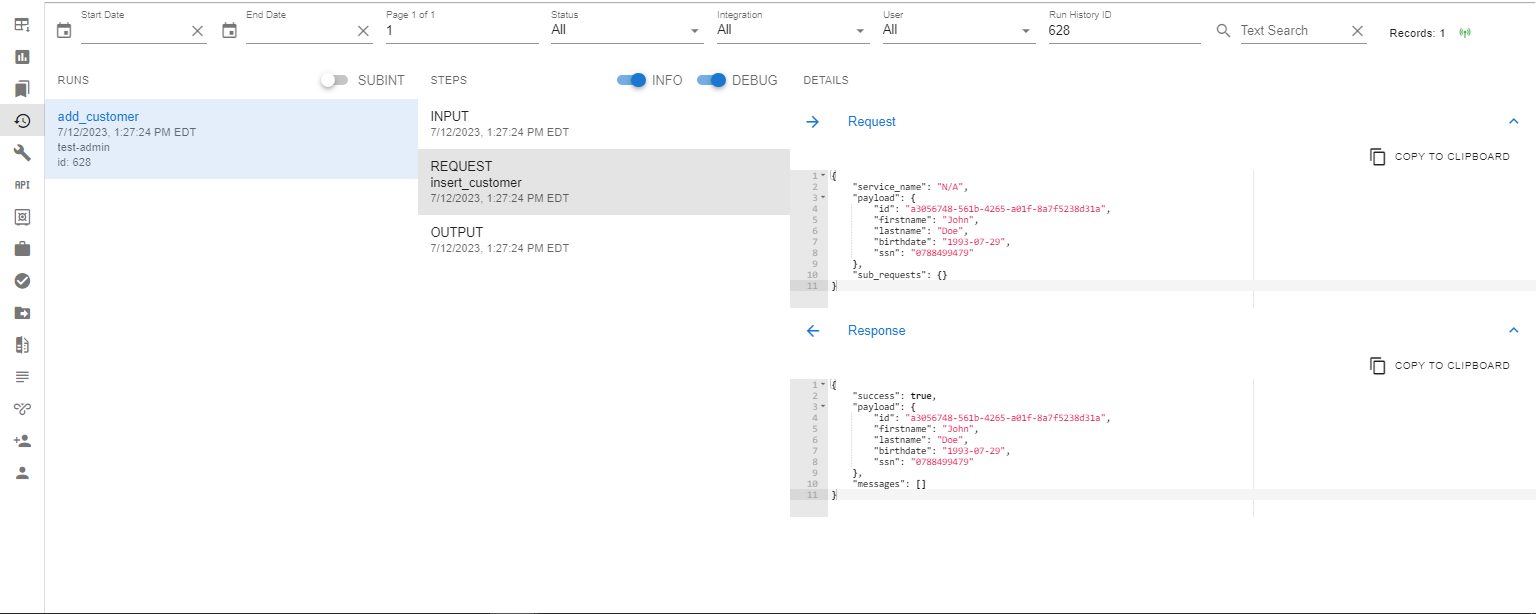 Start Date
End Date
Page 1 of 1
1
Status
All
Integration
All
User
All
Run History ID
628
Text Search
Records: 1
RUNS
SUBINT
STEPS
INFO
DEBUG
DETAILS
add_customer
7/12/2023, 1:27:24 PM EDT
test-admin
id: 628
API
INPUT
7/12/2023, 1:27:24 PM EDT
REQUEST
insert_customer
7/12/2023, 1:27:24 PM EDT
OUTPUT
7/12/2023, 1:27:24 PM EDT
Request
COPY TO CLIPBOARD
1 {
2 "service_name": "N/A",
3 "payload": {
4 "id": "a3056748-561b-4265-a01f-8a7f5238d31a",
5 "firstname": "John",
6 "lastname": "Doe",
7 "birthdate": "1993-07-29",
8 "ssn": "0788499479"
9 },
10 "sub_requests": {}
11 }
Response
COPY TO CLIPBOARD
1 {
2 "success": true,
3 "payload": {
4 "id": "a3056748-561b-4265-a01f-8a7f5238d31a",
5 "firstname": "John",
6 "lastname": "Doe",
7 "birthdate": "1993-07-29",
8 "ssn": "0788499479"
9 },
10 "messages": []
11 }